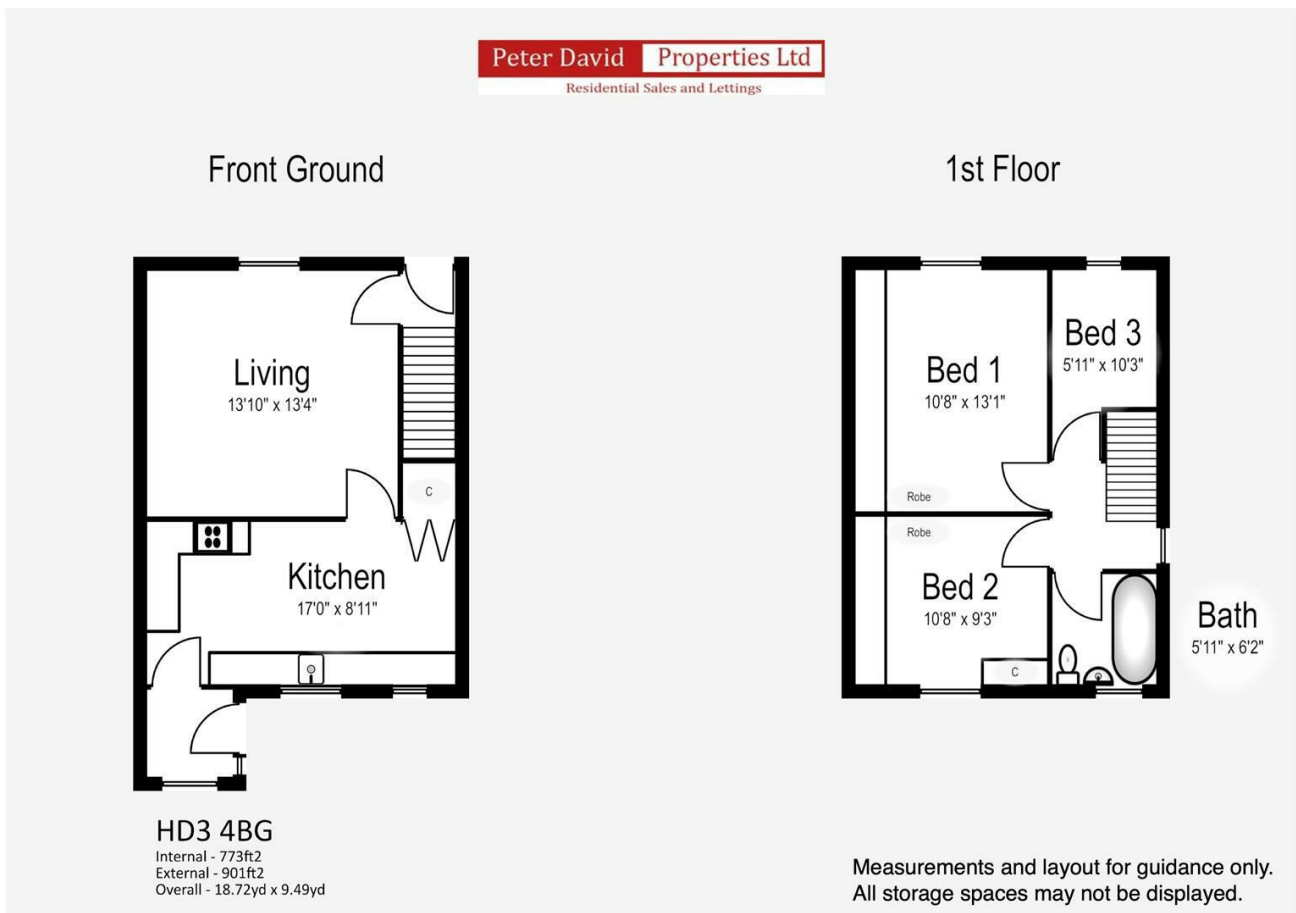 Peter David Properties Ltd
Residential Sales and Lettings
Front Ground
Living
13'10" x 13'4"
C
Kitchen
17'0" x 8'11"
HD3 4BG
Internal - 773ft2
External - 901ft2
Overall - 18.72yd x 9.49yd
1st Floor
Bed 1
10'8" x 13'1"
Robe
Bed 3
5'11" x 10'3"
Robe
Bed 2
10'8" x 9'3"
C
Bath
5'11" x 6'2"
Measurements and layout for guidance only.
All storage spaces may not be displayed.